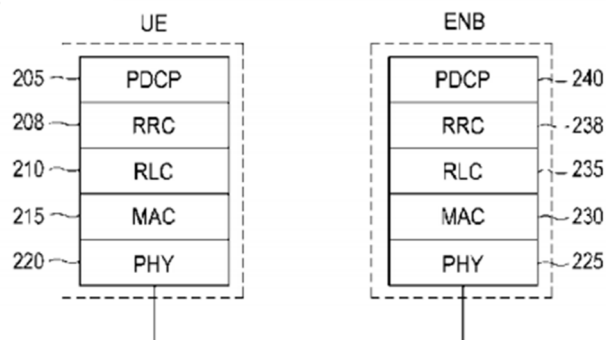 UE ENB
205 PDCP PDCP 240
208 RRC RRC 238
210 RLC RLC 235
215 MAC MAC 230
220 PHY PHY 225